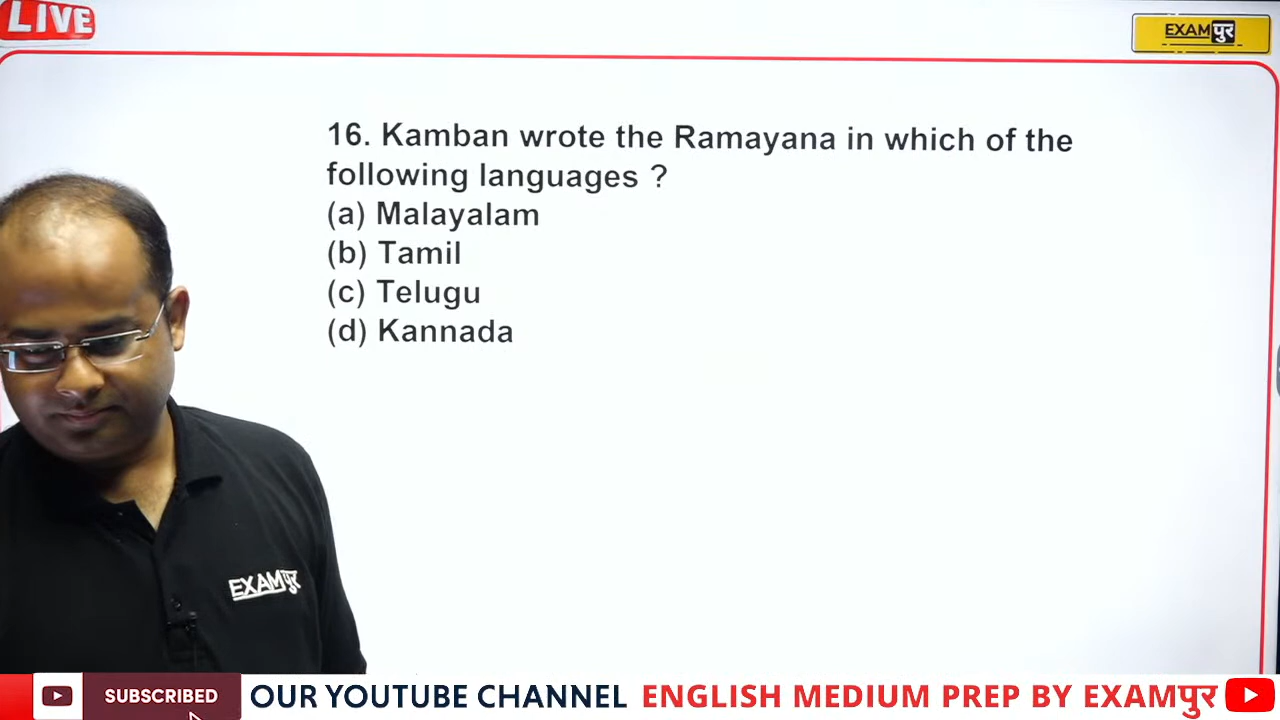 LIVE
EXAMपुर
16. Kamban wrote the Ramayana in which of the
following languages ?
(a) Malayalam
(b) Tamil
(c) Telugu
(d) Kannada
EXAMपुर
SUBSCRIBED
OUR YOUTUBE CHANNEL ENGLISH MEDIUM PREP BY EXAMपुर